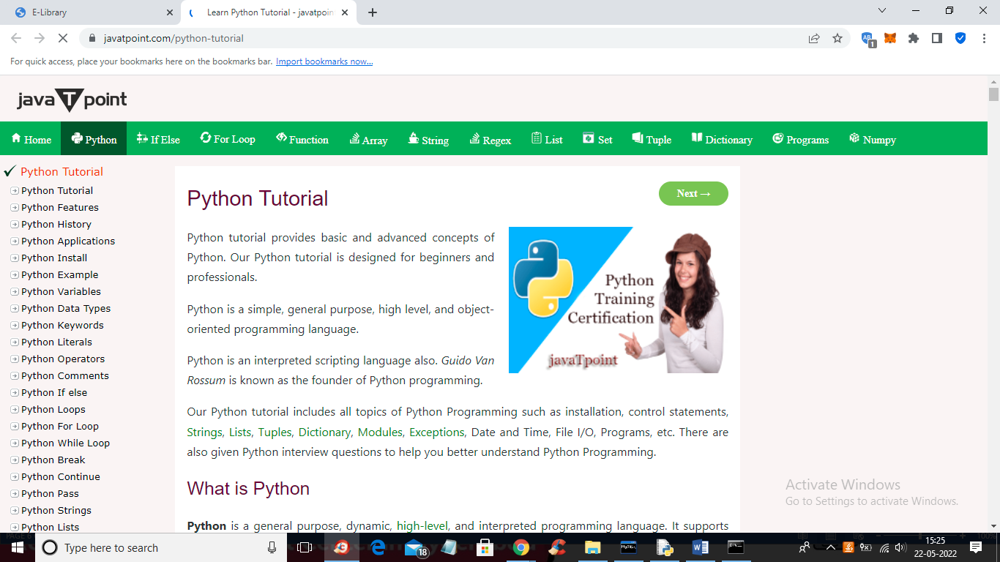 E-Library
Learn Python Tutorial - javatpoin
javatpoint.com/python-tutorial
1
For quick access, place your bookmarks here on the bookmarks bar. Import bookmarks now...
java T point
Home Python If Else For Loop Function Array String Regex List Set Tuple Dictionary Programs Numpy
Python Tutorial
Python Tutorial
Python Features
Python History
Python Applications
Python Install
Python Example
Python Variables
Python Data Types
Python Keywords
Python Literals
Python Operators
Python Comments
Python If else
Python Loops
Python For Loop
Python While Loop
Python Break
Python Continue
Python Pass
Python Strings
Python Lists
Python Tutorial
Next →
Python tutorial provides basic and advanced concepts of
Python. Our Python tutorial is designed for beginners and
professionals.
Python is a simple, general purpose, high level, and object-
oriented programming language.
Python is an interpreted scripting language also. Guido Van
Rossum is known as the founder of Python programming.
Python
Training
Certification
javaTpoint
Our Python tutorial includes all topics of Python Programming such as installation, control statements,
Strings, Lists, Tuples, Dictionary, Modules, Exceptions, Date and Time, File I/O, Programs, etc. There are
also given Python interview questions to help you better understand Python Programming.
What is Python
Python is a general purpose, dynamic, high-level, and interpreted programming language. It supports
Activate Windows
Go to Settings to activate Windows.
Type here to search
18
15:25
22-05-2022